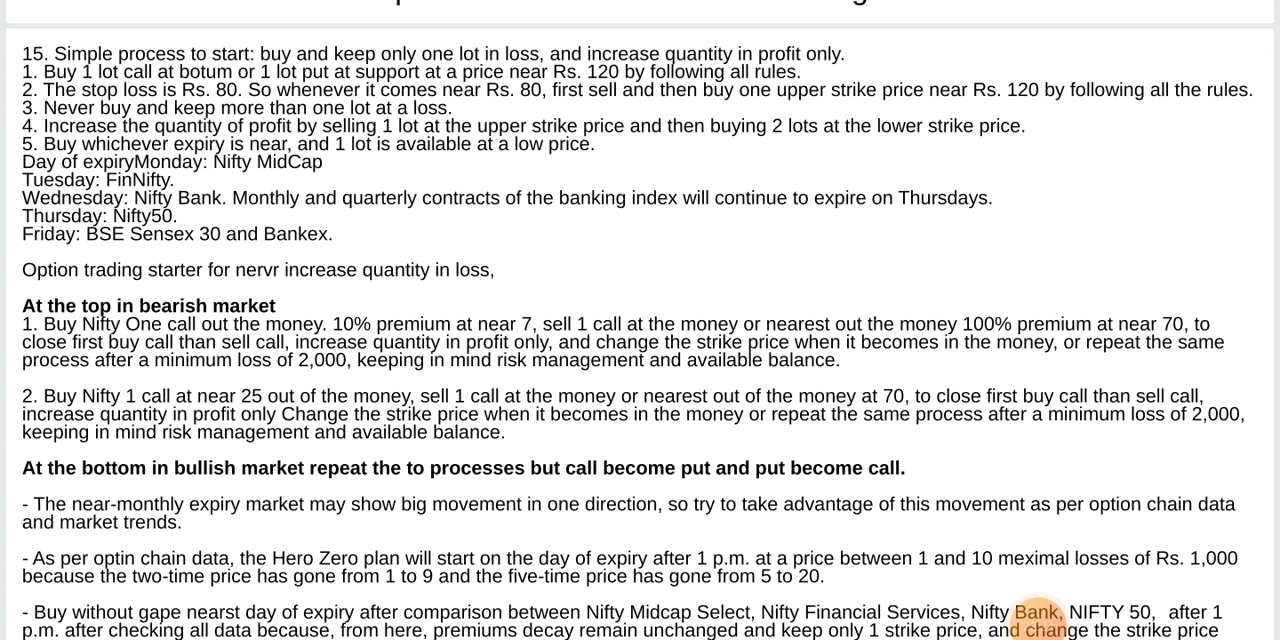 15. Simple process to start: buy and keep only one lot in loss, and increase quantity in profit only.
1. Buy 1 lot call at botum or 1 lot put at support at a price near Rs. 120 by following all rules.
2. The stop loss is Rs. 80. So whenever it comes near Rs. 80, first sell and then buy one upper strike price near Rs. 120 by following all the rules.
3. Never buy and keep more than one lot at a loss.
4. Increase the quantity of profit by selling 1 lot at the upper strike price and then buying 2 lots at the lower strike price.
5. Buy whichever expiry is near, and 1 lot is available at a low price.
Day of expiryMonday: Nifty MidCap
Tuesday: FinNifty.
Wednesday: Nifty Bank. Monthly and quarterly contracts of the banking index will continue to expire on Thursdays.
Thursday: Nifty50.
Friday: BSE Sensex 30 and Bankex.
Option trading starter for nervr increase quantity in loss,
At the top in bearish market
1. Buy Nifty One call out the money. 10% premium at near 7, sell 1 call at the money or nearest out the money 100% premium at near 70, to
close first buy call than sell call, increase quantity in profit only, and change the strike price when it becomes in the money, or repeat the same
process after a minimum loss of 2,000, keeping in mind risk management and available balance.
2. Buy Nifty 1 call at near 25 out of the money, sell 1 call at the money or nearest out of the money at 70, to close first buy call than sell call,
increase quantity in profit only Change the strike price when it becomes in the money or repeat the same process after a minimum loss of 2,000,
keeping in mind risk management and available balance.
At the bottom in bullish market repeat the to processes but call become put and put become call.
- The near-monthly expiry market may show big movement in one direction, so try to take advantage of this movement as per option chain data
and market trends.
- As per optin chain data, the Hero Zero plan will start on the day of expiry after 1 p.m. at a price between 1 and 10 meximal losses of Rs. 1,000
because the two-time price has gone from 1 to 9 and the five-time price has gone from 5 to 20.
- Buy without gape nearst day of expiry after comparison between Nifty Midcap Select, Nifty Financial Services, Nifty Bank, NIFTY 50,  after 1
p.m. after checking all data because, from here, premiums decay remain unchanged and keep only 1 strike price, and change the strike price